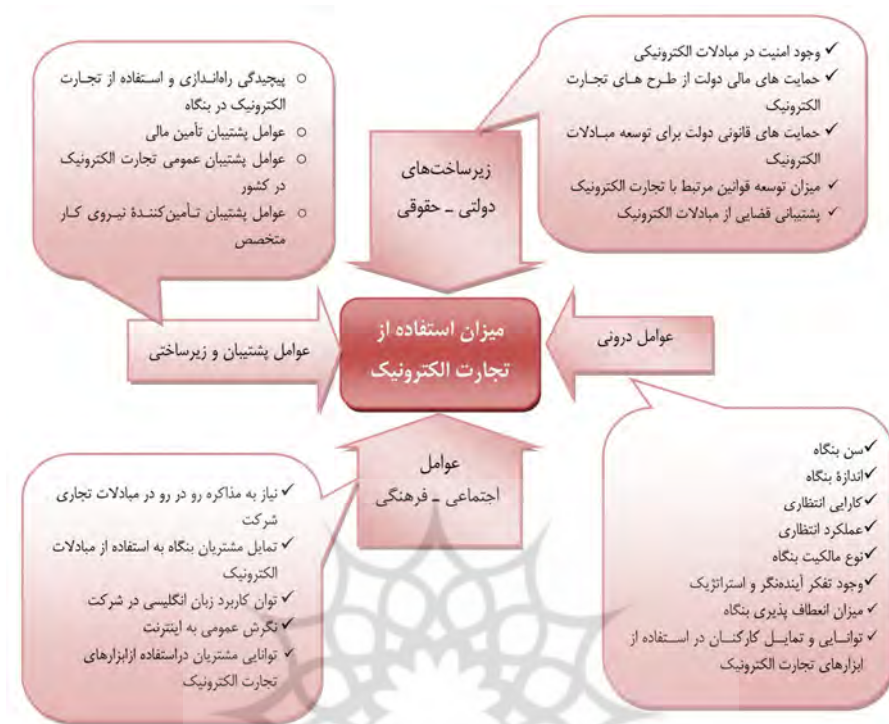 وجود امنیت در مبادلات الکترونیکی
حمایت های مالی دولت از طرح های تجارت
الکترونیک
حمایت های قانونی دولت برای توسعه مبادلات
الکترونیک
میزان توسعه قوانین مرتبط با تجارت الکترونیک
پشتیبانی قضایی از مبادلات الکترونیک
پیچیدگی راه‌اندازی و استفاده از تجارت
الکترونیک در بنگاه
عوامل پشتیبان تأمین مالی
عوامل پشتیبان عمومی تجارت الکترونیک
در کشور
عوامل پشتیبان تأمین‌کنندۀ نیروی کار
متخصص
زیرساخت‌های
دولتی – حقوقی
عوامل درونی
میزان استفاده از
تجارت الکترونیک
عوامل پشتیبان و زیرساختی
عوامل
اجتماعی – فرهنگی
سن بنگاه
اندازۀ بنگاه
کارایی انتظاری
عملکرد انتظاری
نوع مالکیت بنگاه
وجود تفکر آینده‌نگر و استراتژیک
میزان انعطاف پذیری بنگاه
توانایی و تمایل کارکنان در استفاده از
ابزارهای تجارت الکترونیک
نیاز به مذاکره رو در رو در مبادلات تجاری
شرکت
تمایل مشتریان بنگاه به استفاده از مبادلات
الکترونیک
توان کاربرد زبان انگلیسی در شرکت
نگرش عمومی به اینترنت
توانایی مشتریان دراستفاده ازابزارهای
تجارت الکترونیک